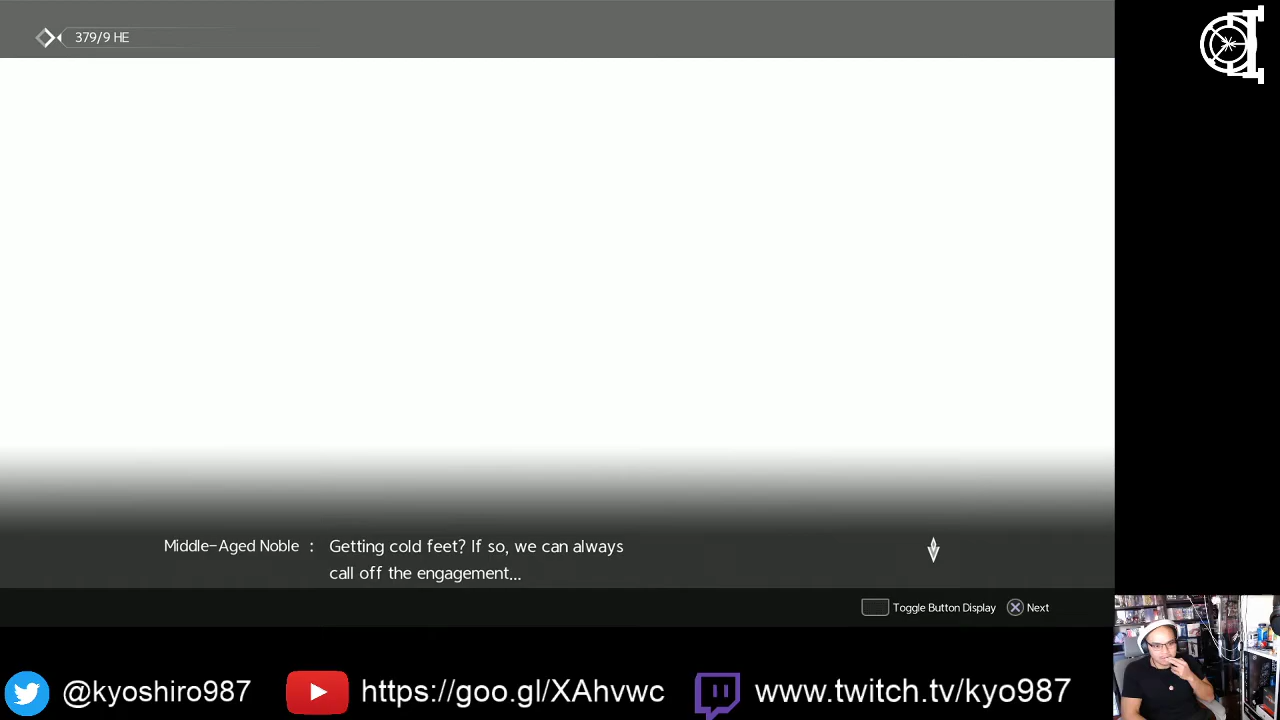 379/9 HE
Middle-Aged Noble : Getting cold feet? If so, we can always
call off the engagement...
Toggle Button Display
Next
@kyoshiro987
https://goo.gl/XAhvwc
www.twitch.tv/kyo987